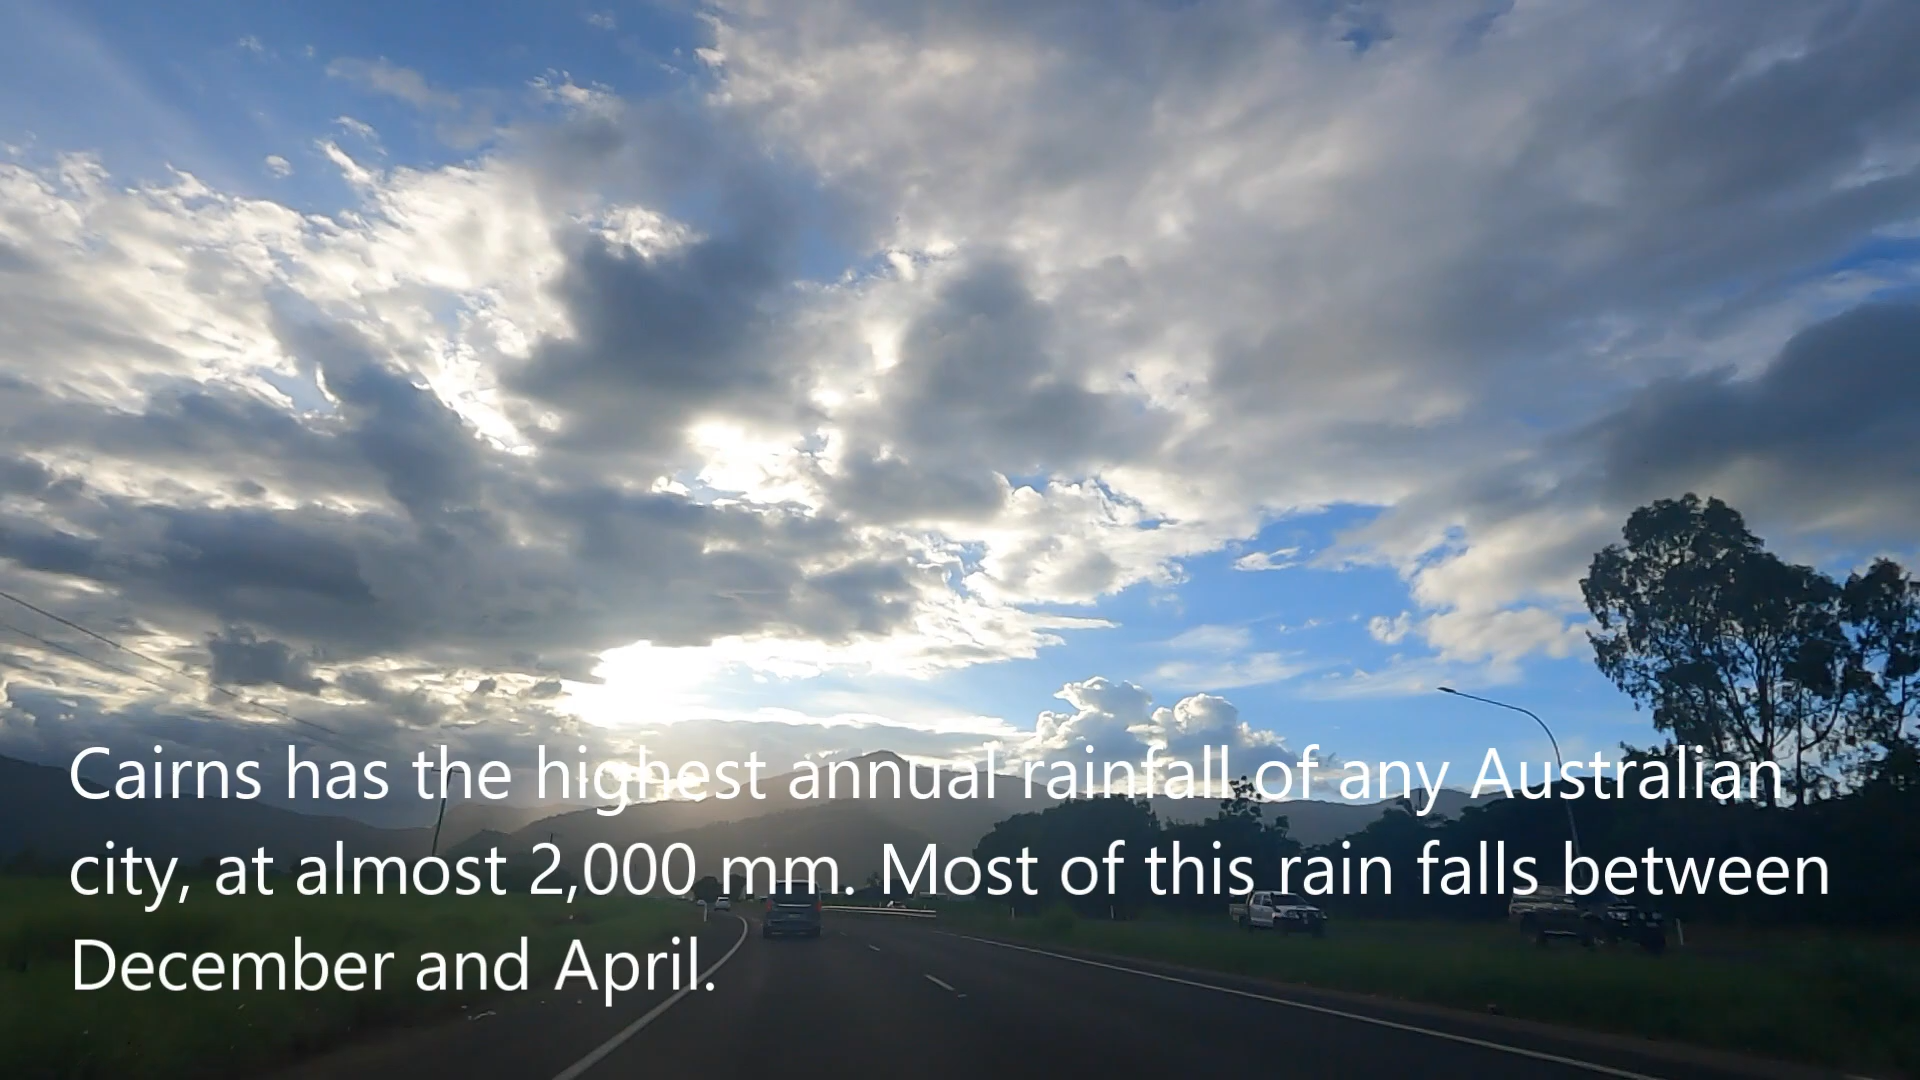 Cairns has the highest annual rainfall of any Australian
city, at almost 2,000 mm. Most of this rain falls between
December and April.